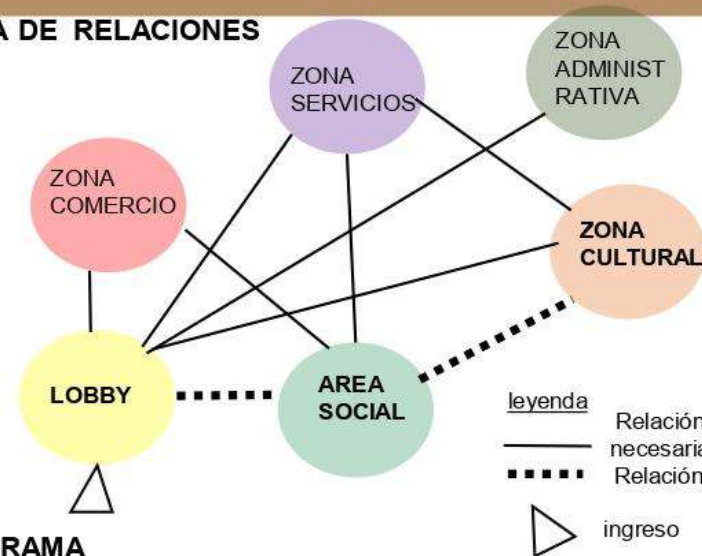 A DE RELACIONES
ZONA
SERVICIOS
ZONA
ADMINIST
RATIVA
ZONA
COMERCIO
ZONA
CULTURAL
LOBBY
AREA
SOCIAL
leyenda
Relación
necesaria
Relación
ingreso
RAMA